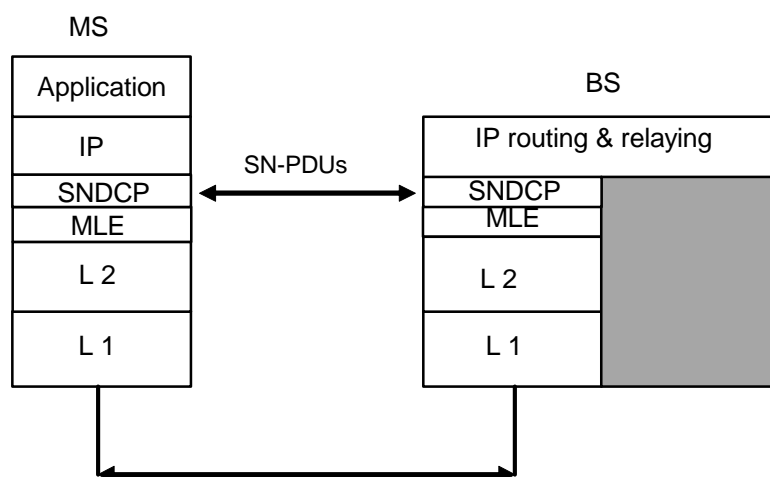 MS
Application
IP
SNDCP
MLE
L 2
L 1
SN-PDUs
BS
IP routing & relaying
SNDCP
MLE
L 2
L 1